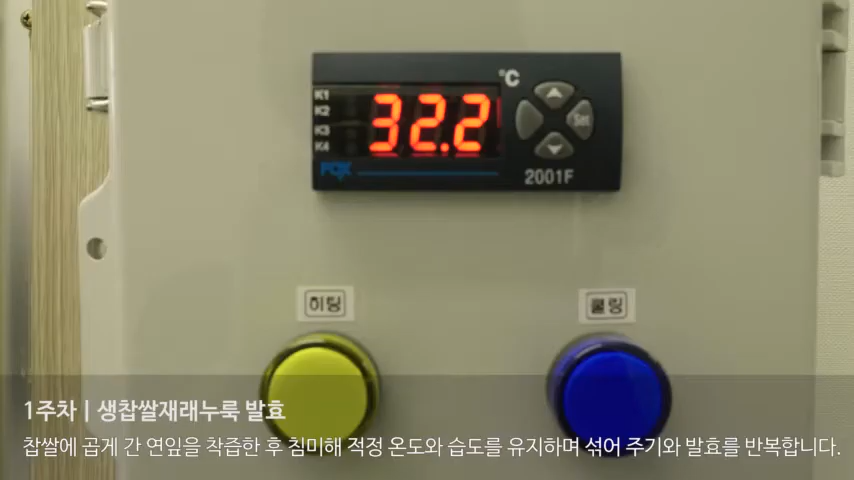 °C
K1
K2
K3
K4
32.2
Set
FOX
2001F
히팅
쿨링
1주차 | 생찹쌀재래누룩 발효
찹쌀에 곱게 간 연잎을 착즙한 후 침미해 적정 온도와 습도를 유지하며 섞어 주기와 발효를 반복합니다.